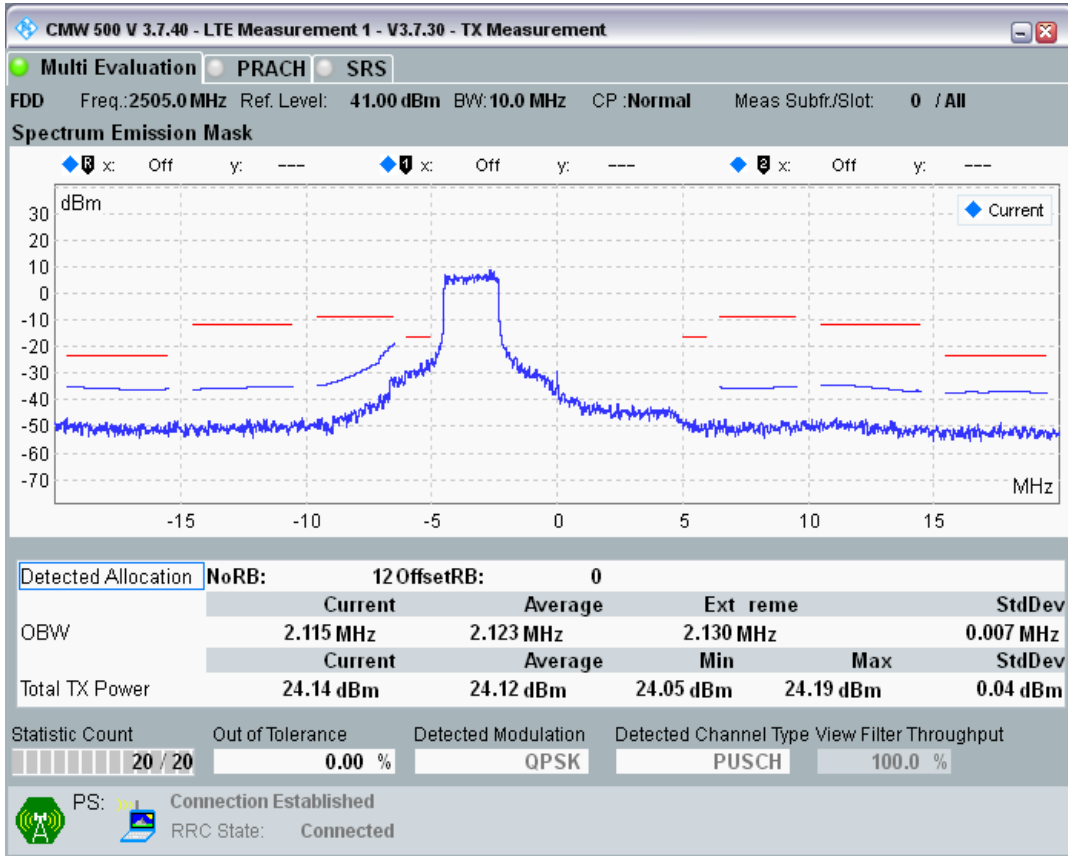 CMW 500 V 3.7.40 - LTE Measurement 1 - V3.7.30 - TX Measurement
Multi Evaluation PRACH SRS
FDD Freq.:2505.0 MHz Ref. Level: 41.00 dBm BW: 10.0 MHz CP :Normal Meas Subfr./Slot: 0 / All
Spectrum Emission Mask
R x: Off y: --- 1 x: Off y: --- 2 x: Off y: ---
dBm
Current
30
20
10
0
-10
-20
-30
-40
-50
-60
-70
MHz
-15 -10 -5 0 5 10 15
Detected Allocation NoRB: 12 OffsetRB: 0
Current Average Ext reme StdDev
OBW 2.115 MHz 2.123 MHz 2.130 MHz 0.007 MHz
Current Average Min Max StdDev
Total TX Power 24.14 dBm 24.12 dBm 24.05 dBm 24.19 dBm 0.04 dBm
Statistic Count Out of Tolerance Detected Modulation Detected Channel Type View Filter Throughput
20 / 20 0.00 % QPSK PUSCH 100.0 %
PS: Connection Established
RRC State: Connected